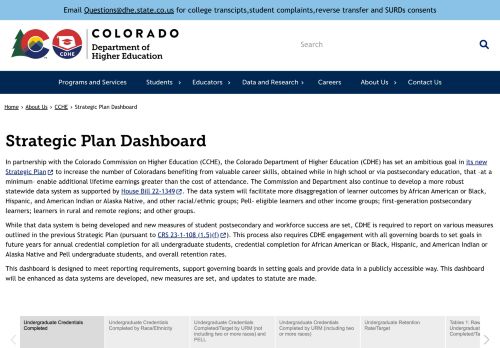 Email Questions@dhe.state.co.us for college transcipts,student complaints,reverse transfer and SURDs consents
CDHE
COLORADO
Department of
Higher Education
Search
Programs and Services Students Educators Data and Research Careers About Us Contact Us
Home > About Us > CCHE > Strategic Plan Dashboard
Strategic Plan Dashboard
In partnership with the Colorado Commission on Higher Education (CCHE), the Colorado Department of Higher Education (CDHE) has set an ambitious goal in its new
Strategic Plan to increase the number of Coloradans benefiting from valuable career skills, obtained while in high school or via postsecondary education, that -at a
minimum- enable additional lifetime earnings greater than the cost of attendance. The Commission and Department also continue to develop a more robust
statewide data system as supported by House Bill 22-1349. The data system will facilitate more disaggregation of learner outcomes by African American or Black,
Hispanic, and American Indian or Alaska Native, and other racial/ethnic groups; Pell- eligible learners and other income groups; first-generation postsecondary
learners; learners in rural and remote regions; and other groups.
While that data system is being developed and new measures of student postsecondary and workforce success are set, CDHE is required to report on various measures
outlined in the previous Strategic Plan (pursuant to CRS 23-1-108 (1.5)(f)). This process also requires CDHE engagement with all governing boards to set goals in
future years for annual credential completion for all undergraduate students, credential completion for African American or Black, Hispanic, and American Indian or
Alaska Native and Pell undergraduate students, and overall retention rates.
This dashboard is designed to meet reporting requirements, support governing boards in setting goals and provide data in a publicly accessible way. This dashboard
will be enhanced as data systems are developed, new measures are set, and updates to statute are made.
Undergraduate Credentials
Completed
Undergraduate Credentials
Completed by Race/Ethnicity
Undergraduate Credentials
Completed/Target by URM (not
including two or more races) and
PELL
Undergraduate Credentials
Completed by URM (including two
or more races)
Undergraduate Retention
Rate/Target
Tables 1: Raw
Undergraduat
Completed/Ta